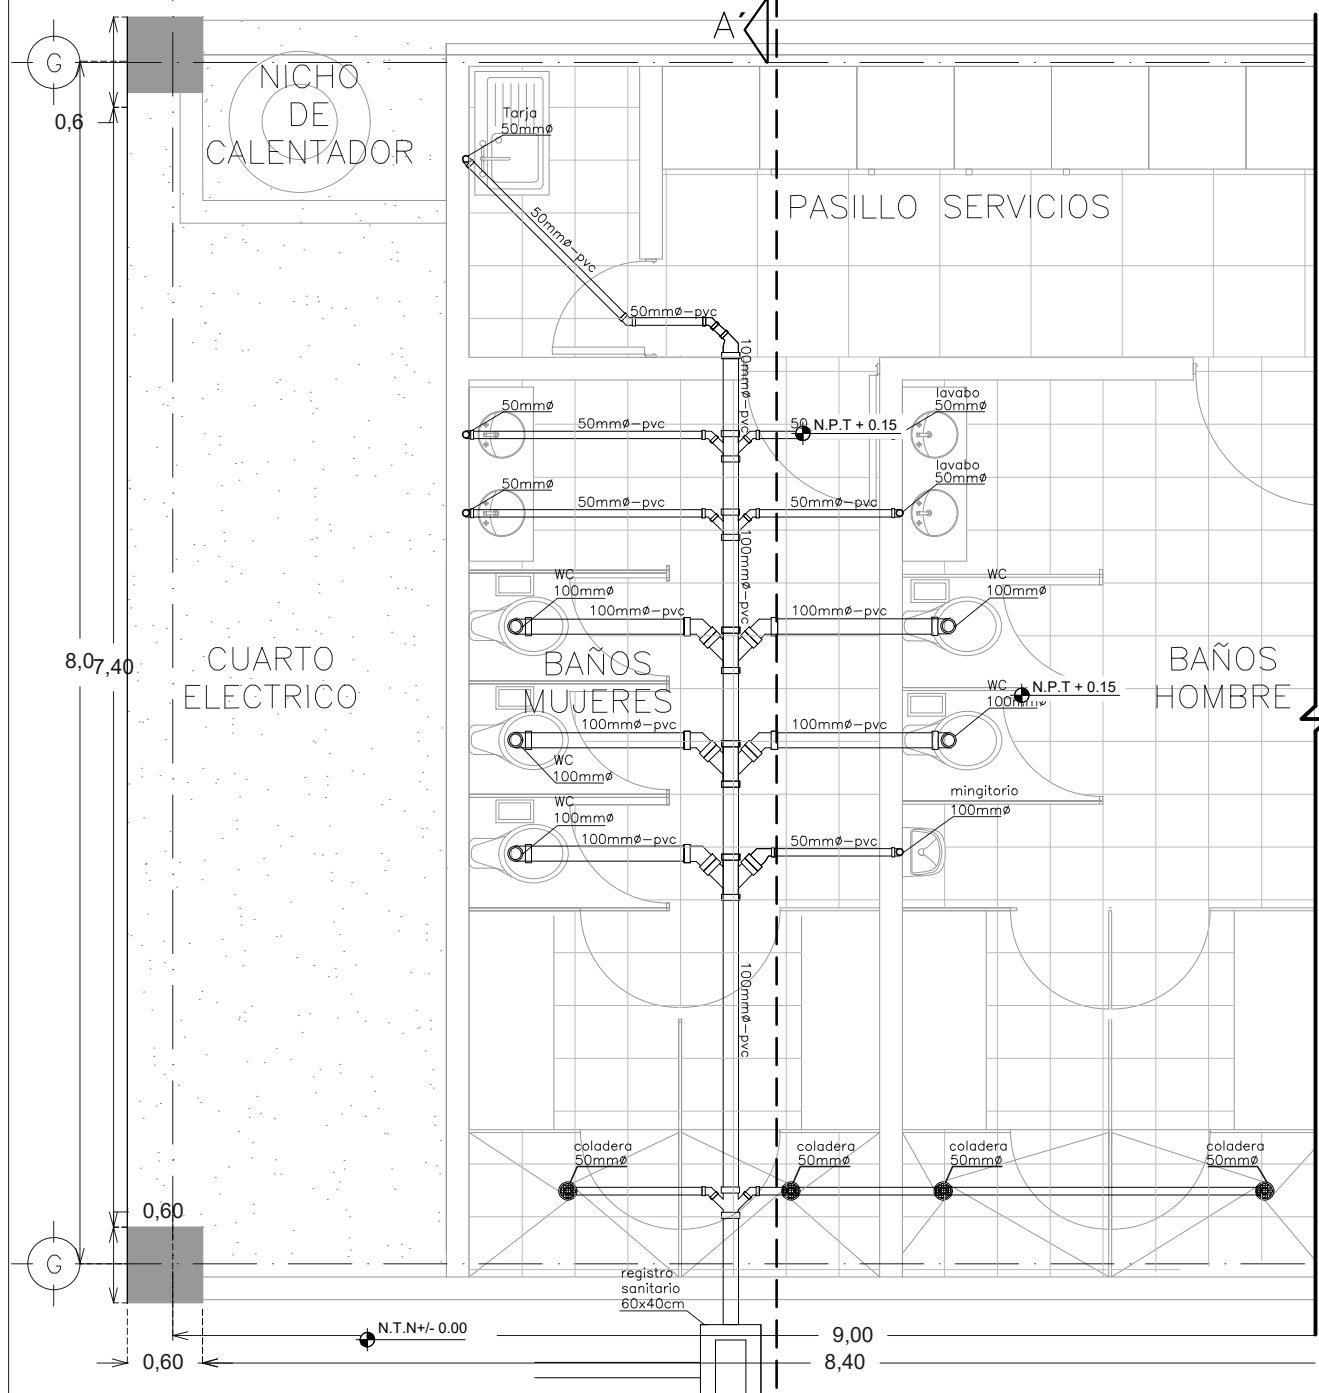 A´
G
NICHO
DE
CALENTADOR
0,6
Tarja
50mmø
PASILLO SERVICIOS
50mmø-pvc
50mmø-pvc
100mmø-pvc
50mmø
50mmø-pvc
50
N.P.T + 0.15
lavabo
50mmø
50mmø
50mmø-pvc
50mmø-pvc
lavabo
50mmø
100mmø-pvc
WC
100mmø
100mmø-pvc
100mmø-pvc
WC
100mmø
8,0
7,40
CUARTO
ELECTRICO
BAÑOS
MUJERES
BAÑOS
HOMBRE
WC
N.P.T + 0.15
100mmø
100mmø-pvc
100mmø-pvc
WC
100mmø
WC
100mmø
100mmø-pvc
50mmø-pvc
mingitorio
100mmø
100mmø-pvc
coladera
50mmø
coladera
50mmø
coladera
50mmø
coladera
50mmø
0,60
G
registro
sanitario
60x40cm
N.T.N+/- 0.00
9,00
0,60
8,40